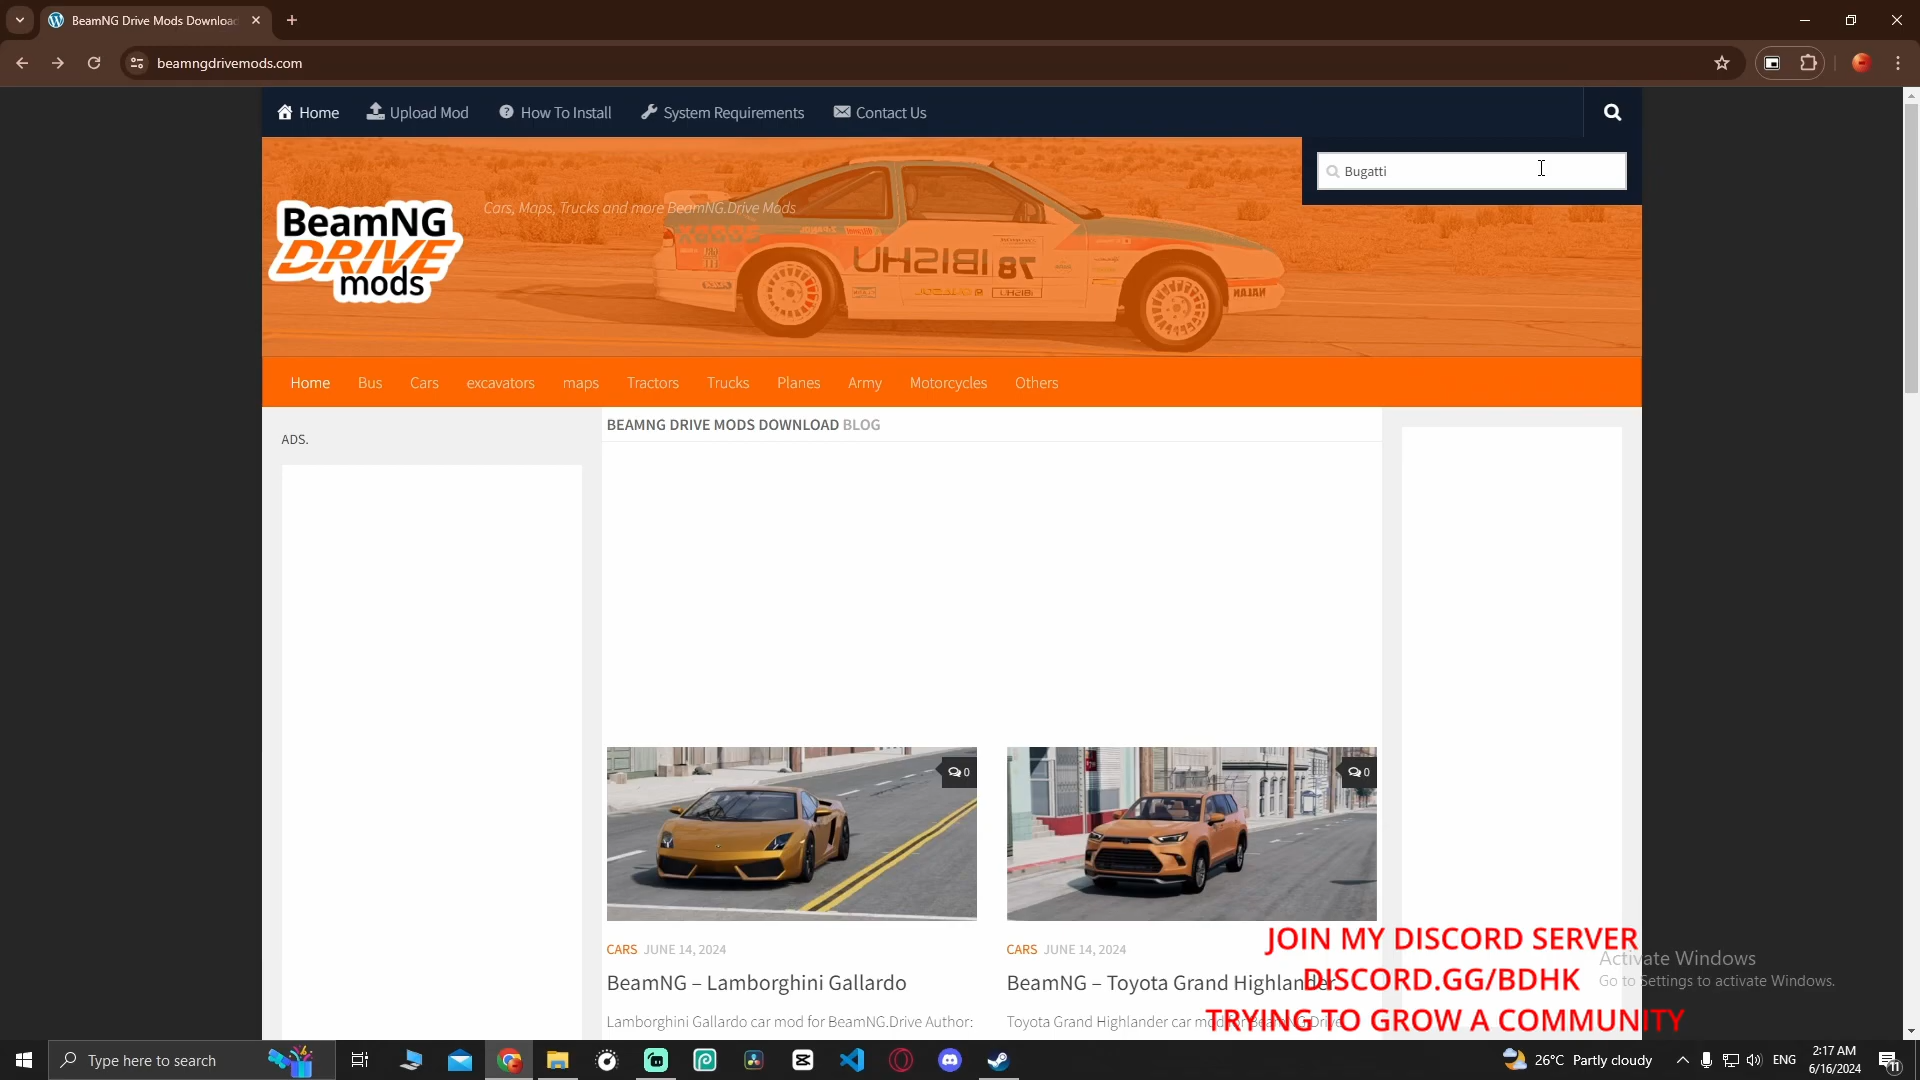 BeamNG Drive Mods Download
beamngdrivemods.com
Home Upload Mod How To Install System Requirements Contact Us
Bugatti
Cars, Maps, Trucks and more BeamNG.Drive Mods
BeamNG
DRIVE
mods
IBISHU
78
Home Bus Cars excavators maps Tractors Trucks Planes Army Motorcycles Others
BEAMNG DRIVE MODS DOWNLOAD BLOG
ADS.
0
0
CARS JUNE 14, 2024
CARS JUNE 14, 2024
BeamNG – Lamborghini Gallardo
BeamNG – Toyota Grand Highlander
Lamborghini Gallardo car mod for BeamNG.Drive Author:
Toyota Grand Highlander car mod for BeamNG.Drive
JOIN MY DISCORD SERVER
DISCORD.GG/BDHK
TRYING TO GROW A COMMUNITY
Activate Windows
Go to Settings to activate Windows.
Type here to search
26°C Partly cloudy
ENG
2:17 AM
6/16/2024
11